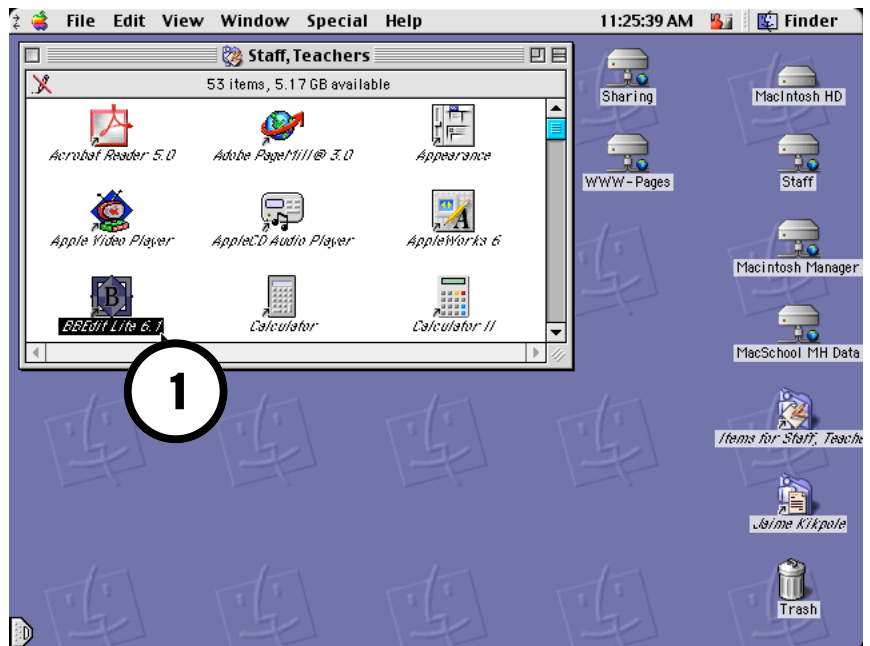 File Edit View Window Special Help 11:25:39 AM Finder
Staff, Teachers
53 items, 5.17 GB available
Acrobat Reader 5.0 Adobe PageMill® 3.0 Appearance
Apple Video Player AppleCD Audio Player AppleWorks 6
BBEdit Lite 6.1 Calculator Calculator II
1
Sharing
Macintosh HD
WWW-Pages
Staff
Macintosh Manager
MacSchool MH Data
Items for Staff, Teache
Jaime Kikpole
Trash